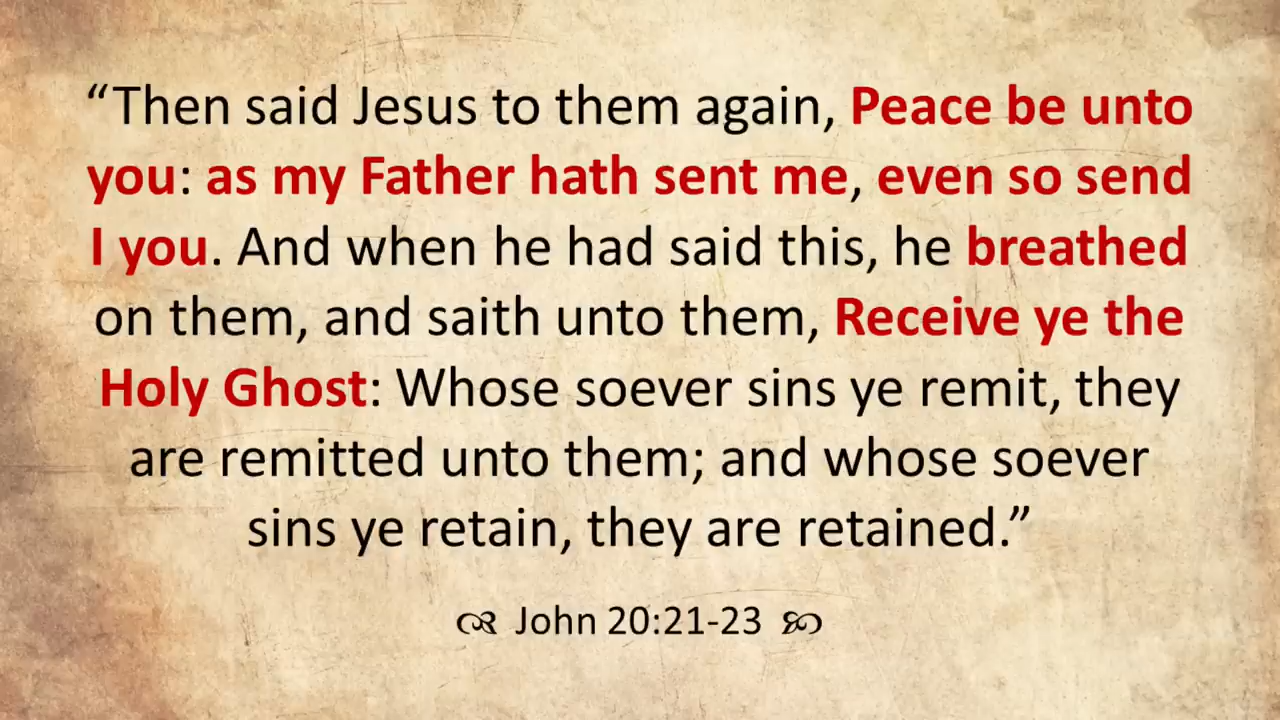 “Then said Jesus to them again, Peace be unto
you: as my Father hath sent me, even so send
I you. And when he had said this, he breathed
on them, and saith unto them, Receive ye the
Holy Ghost: Whose soever sins ye remit, they
are remitted unto them; and whose soever
sins ye retain, they are retained.”
John 20:21-23